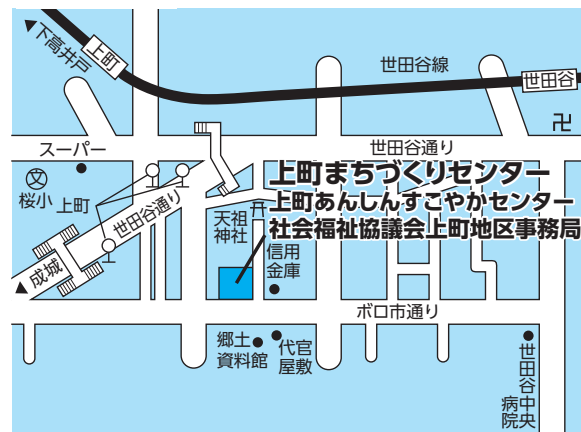 下高井戸
上町
世田谷線
世田谷
卍
スーパー
世田谷通り
文
桜小
上町
世田谷通り
上町まちづくりセンター
上町あんしんすこやかセンター
社会福祉協議会上町地区事務局
天祖
神社
信用
金庫
成城
ボロ市通り
郷土
資料館
代官
屋敷
世田谷中央
病院